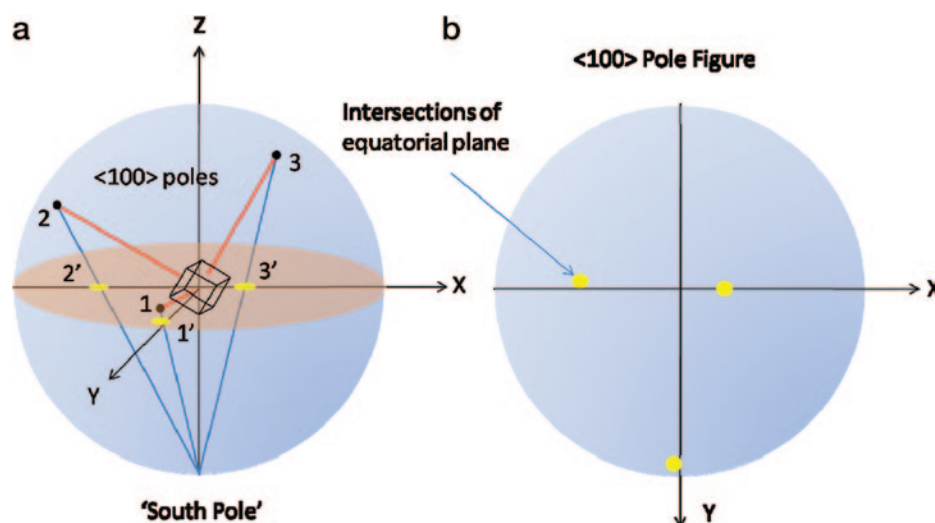 a
Z
<100> poles
2
3
2’
3’
X
1
1’
Y
‘South Pole’
b
<100> Pole Figure
Intersections of
equatorial plane
X
Y